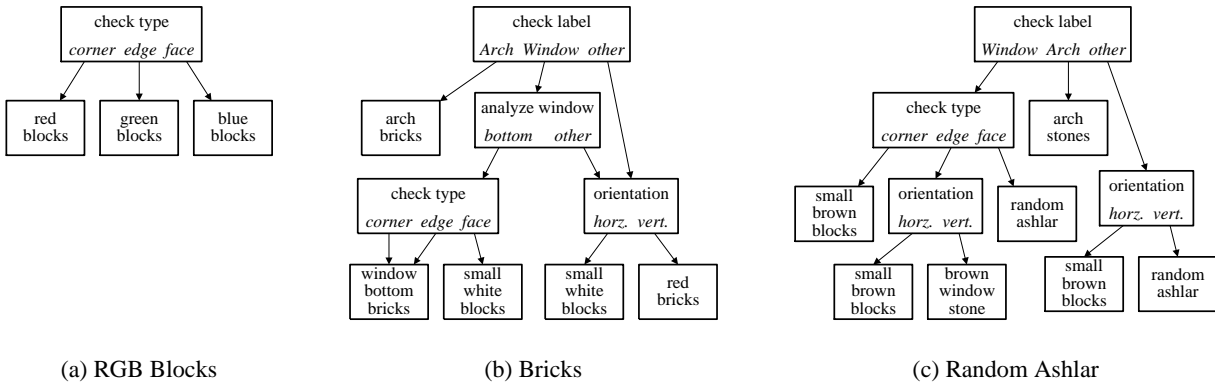 check type
corner edge face
red
blocks
green
blocks
blue
blocks
(a) RGB Blocks
check label
Arch Window other
arch
bricks
analyze window
bottom other
check type
corner edge face
orientation
horz. vert.
window
bottom
bricks
small
white
blocks
small
white
blocks
red
bricks
(b) Bricks
check label
Window Arch other
check type
corner edge face
arch
stones
small
brown
blocks
orientation
horz. vert.
random
ashlar
orientation
horz. vert.
small
brown
blocks
brown
window
stone
small
brown
blocks
random
ashlar
(c) Random Ashlar